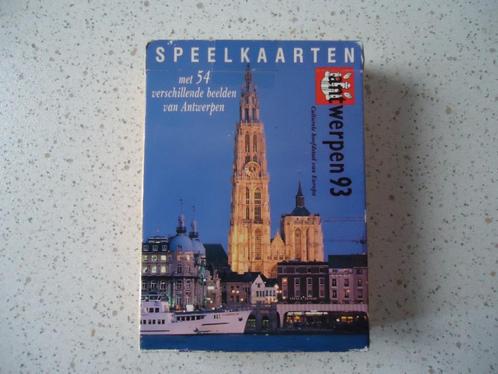 SPEELKAARTEN
met 54
verschillende beelden
van Antwerpen
antwerpen 93
Culturele hoofdstad van Europa